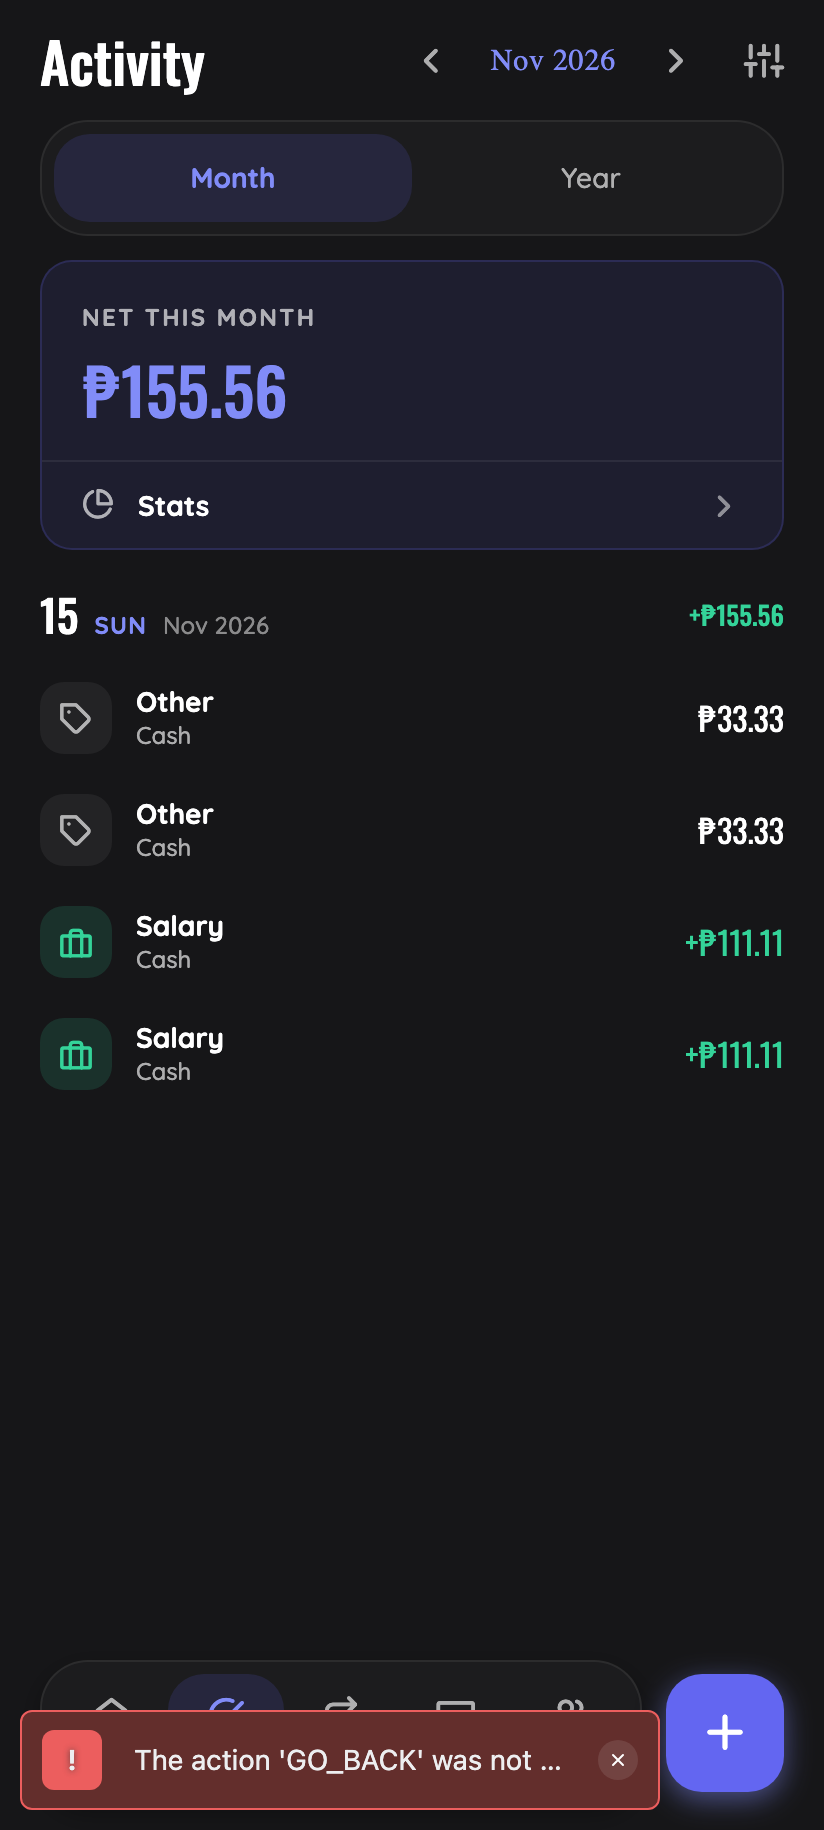 Activity
Nov 2026
Month
Year
NET THIS MONTH
₱155.56
Stats
15 SUN Nov 2026
+₱155.56
Other
Cash
₱33.33
Other
Cash
₱33.33
Salary
Cash
+₱111.11
Salary
Cash
+₱111.11
! The action 'GO_BACK' was not ...